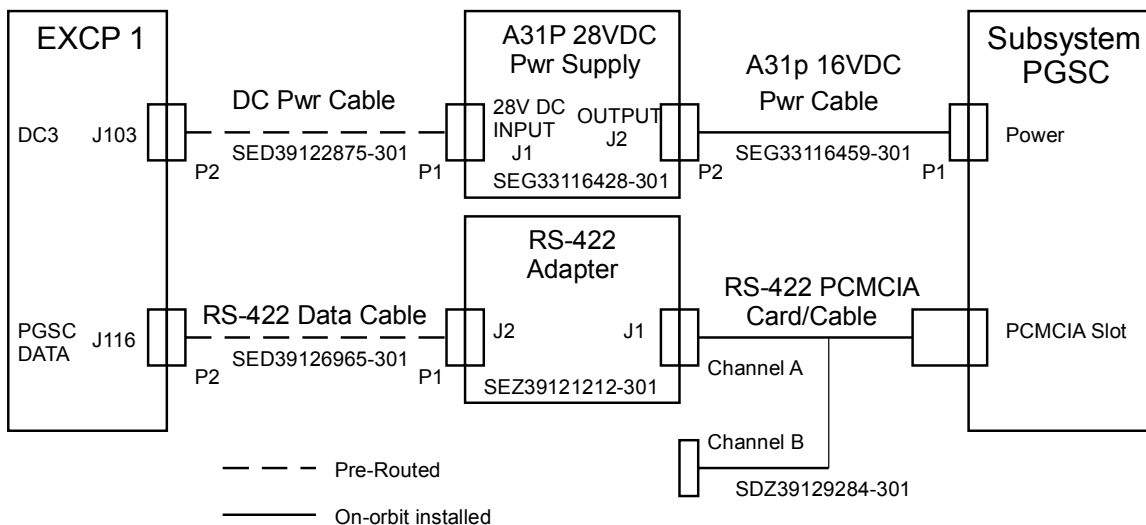 EXCP 1
A31P 28VDC
Pwr Supply
Subsystem
PGSC
DC Pwr Cable
A31p 16VDC
Pwr Cable
DC3
J103
28V DC
INPUT
J1
OUTPUT
J2
Power
SED39122875-301
P2
P1
SEG33116428-301
SEG33116459-301
P2
P1
RS-422
Adapter
RS-422 Data Cable
RS-422 PCMCIA
Card/Cable
PGSC
DATA
J116
J2
J1
PCMCIA Slot
SED39126965-301
P2
P1
SEZ39121212-301
Channel A
Channel B
SDZ39129284-301
Pre-Routed
On-orbit installed